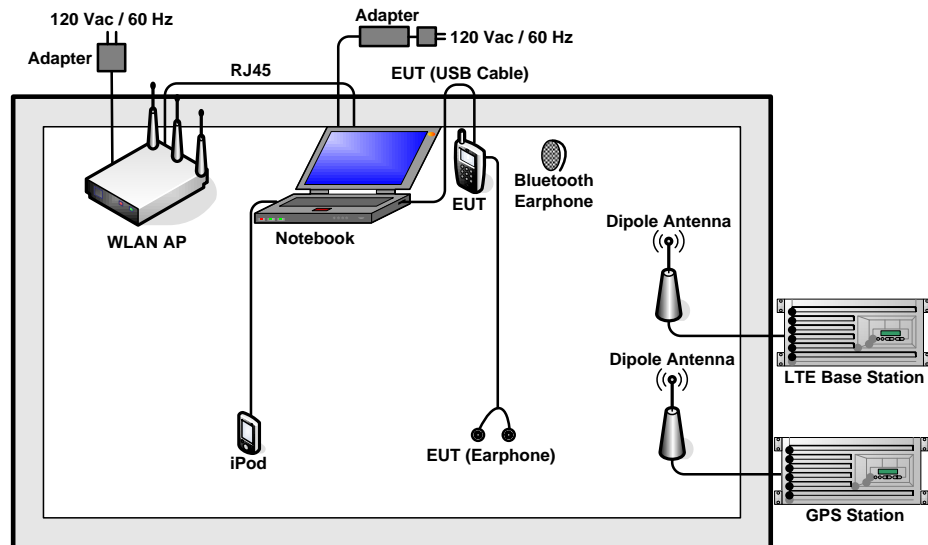 120 Vac / 60 Hz
Adapter
Adapter
120 Vac / 60 Hz
RJ45
EUT (USB Cable)
WLAN AP
Notebook
EUT
Bluetooth
Earphone
Dipole Antenna
LTE Base Station
Dipole Antenna
iPod
EUT (Earphone)
GPS Station